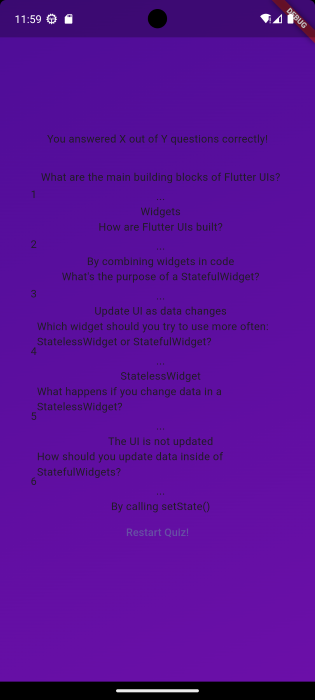 11:59
DEBUG
You answered X out of Y questions correctly!
What are the main building blocks of Flutter UIs?
1
...
Widgets
How are Flutter UIs built?
2
...
By combining widgets in code
What's the purpose of a StatefulWidget?
3
...
Update UI as data changes
Which widget should you try to use more often:
StatelessWidget or StatefulWidget?
4
...
StatelessWidget
What happens if you change data in a
StatelessWidget?
5
...
The UI is not updated
How should you update data inside of
StatefulWidgets?
6
...
By calling setState()
Restart Quiz!